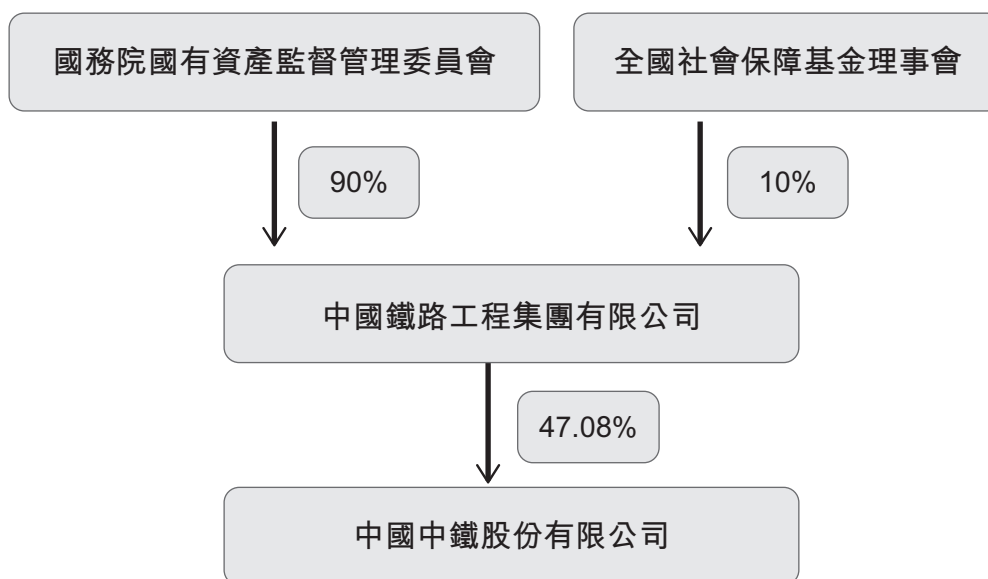 國務院國有資產監督管理委員會
全國社會保障基金理事會
90%
10%
中國鐵路工程集團有限公司
47.08%
中國中鐵股份有限公司